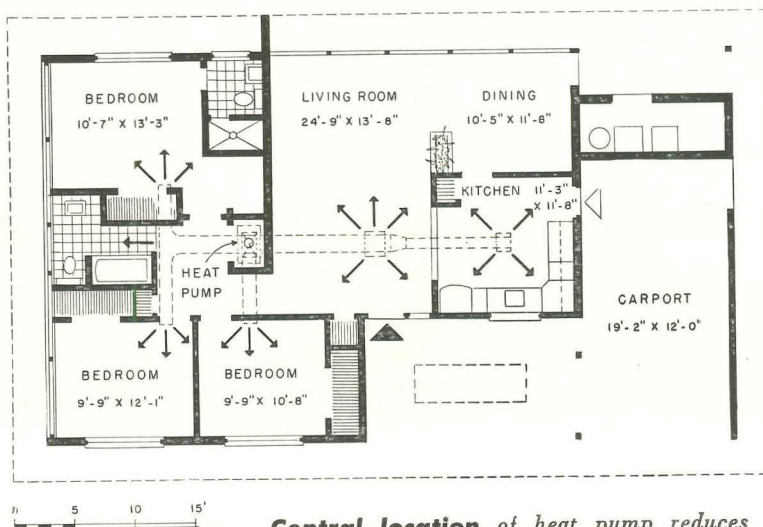 BEDROOM
10'-7" X 13'-3"
LIVING ROOM
24'-9" X 13'-8"
DINING
10'-5" X 11'-8"
KITCHEN 11'-3"
X 11'-8"
HEAT
PUMP
CARPORT
19'-2" X 12'-0"
BEDROOM
9'-9" X 12'-1"
BEDROOM
9'-9" X 10'-8"
0 5 10 15'
Central location of heat pump reduces